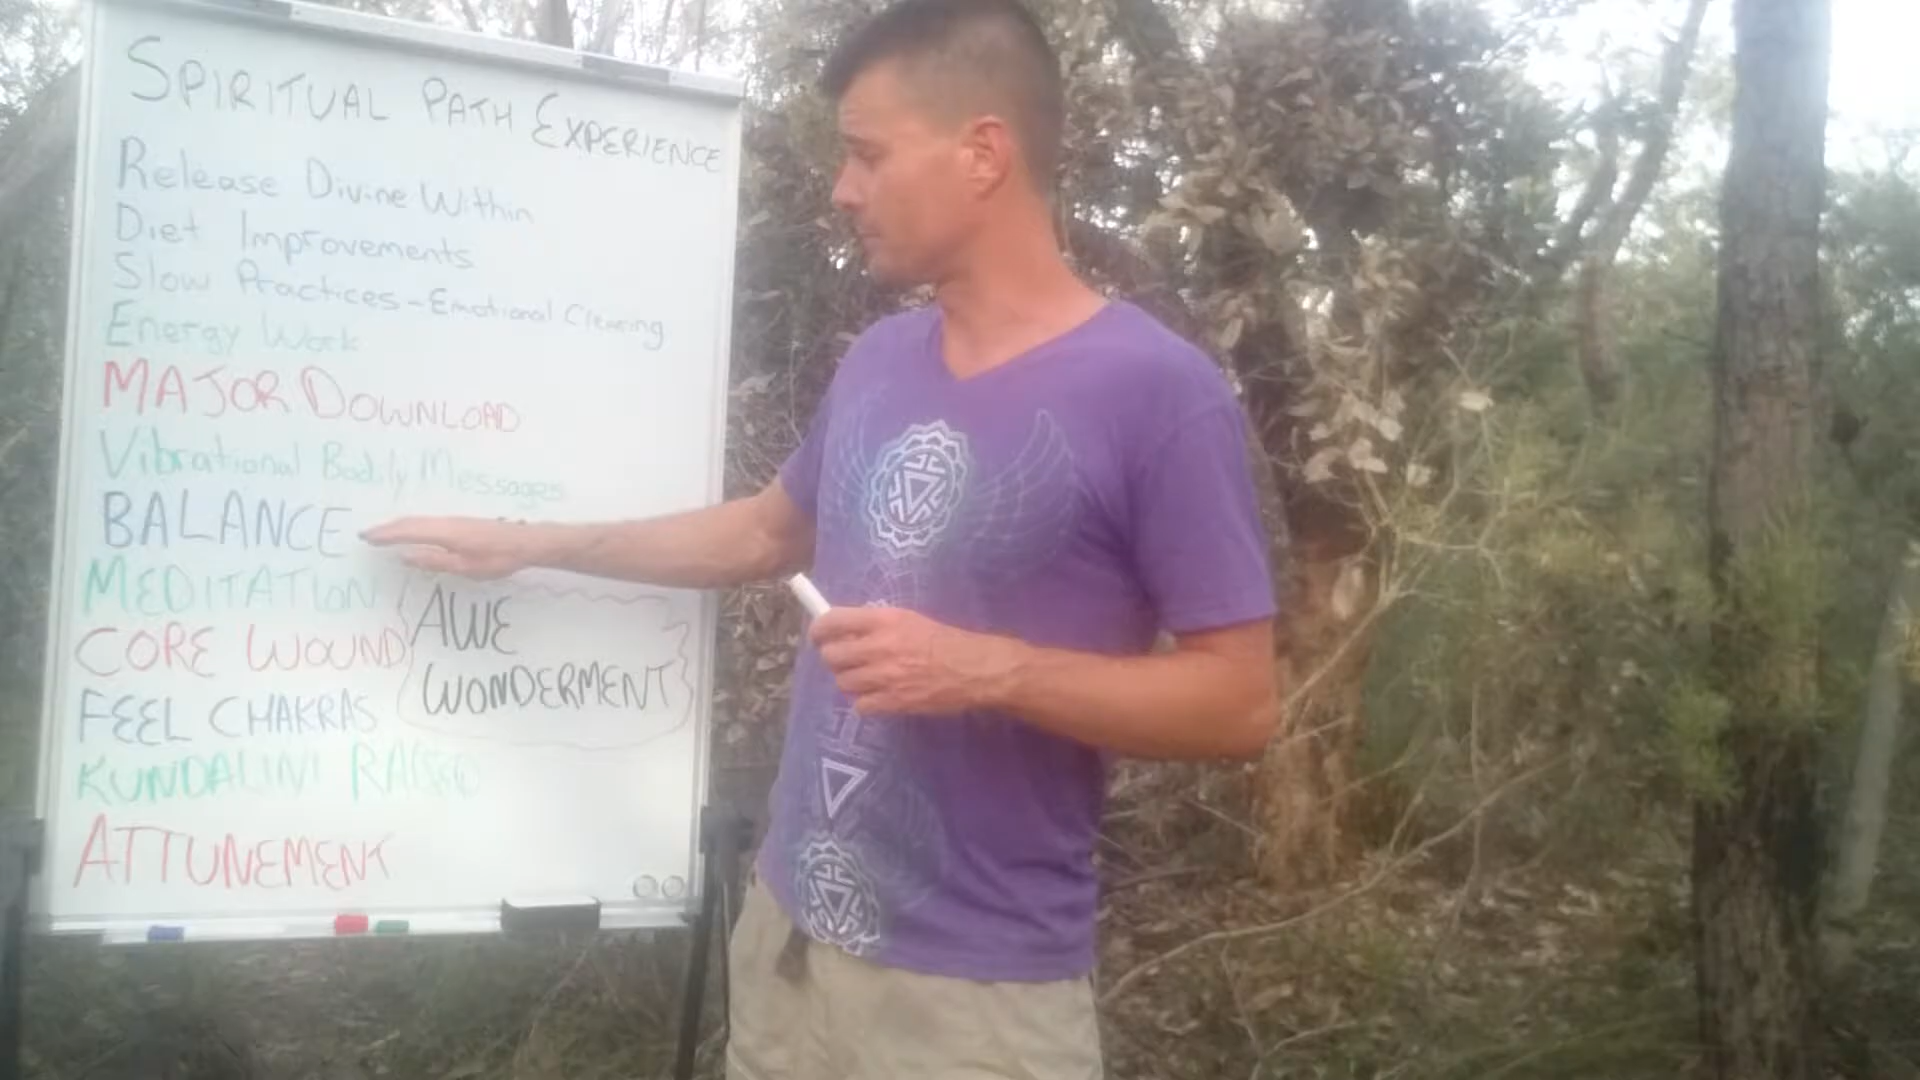 SPIRITUAL PATH EXPERIENCE
Release Divine Within
Diet Improvements
Slow Practices - Emotional Clearing
Energy Work
MAJOR DOWNLOAD
Vibrational Bodily Messages
BALANCE
MEDITATION
CORE WOUND
FEEL CHAKRAS
KUNDALINI RAISED
ATTUNEMENT
AWE
WONDERMENT